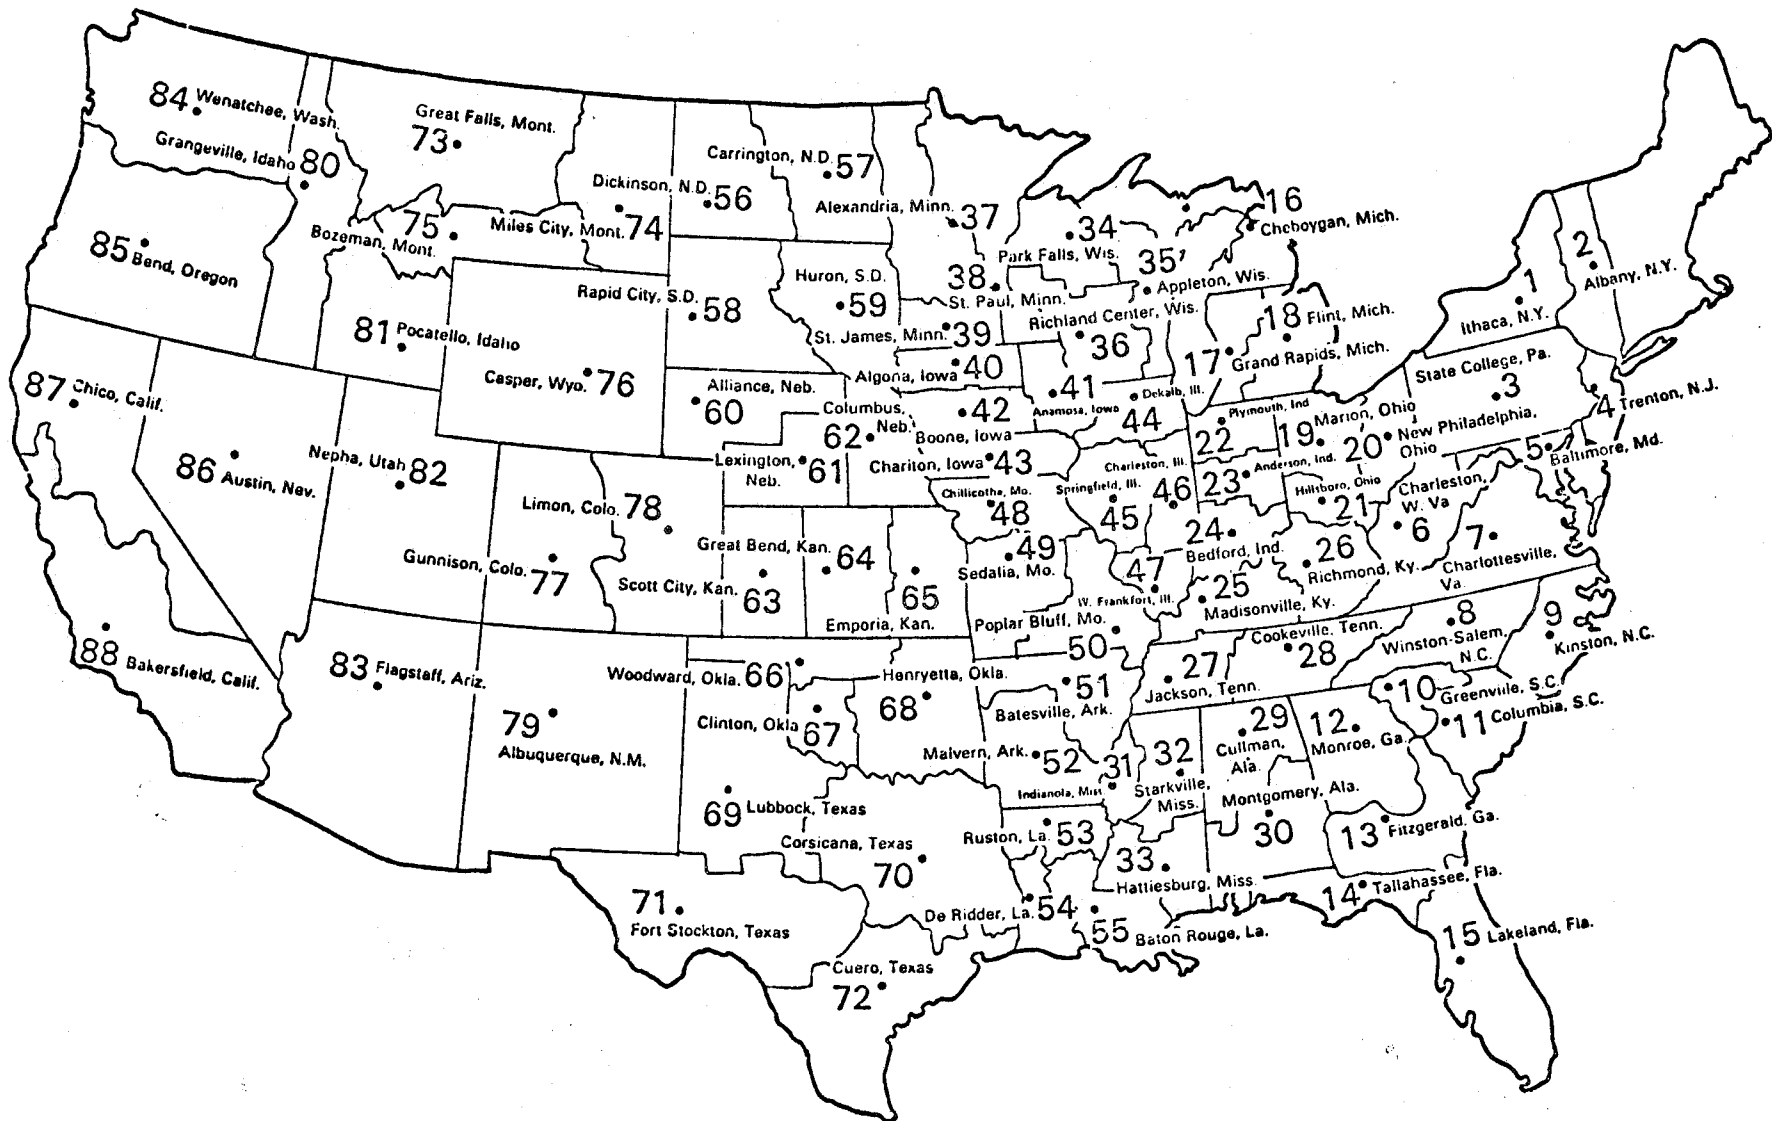 84 Wenatchee, Wash.
Grangeville, Idaho 80
Great Falls, Mont.
73
85 Bend, Oregon
75
Bozeman, Mont.
Miles City, Mont. 74
Dickinson, N.D. 56
Carrington, N.D. 57
Alexandria, Minn. 37
34
Park Falls, Wis.
16
Cheboygan, Mich.
35
Appleton, Wis.
38
St. Paul, Minn.
2
Albany, N.Y.
1
Ithaca, N.Y.
81 Pocatello, Idaho
Rapid City, S.D. 58
Huron, S.D.
59
St. James, Minn. 39
Richland Center, Wis.
36
18 Flint, Mich.
17 Grand Rapids, Mich.
State College, Pa.
3
4 Trenton, N.J.
87 Chico, Calif.
Casper, Wyo. 76
Alliance, Neb.
60
Algona, Iowa 40
41
Anamosa, Iowa
Dekalb, Ill.
44
Columbus,
Neb.
62
42
Boone, Iowa
Plymouth, Ind
22
Marion, Ohio
19
20 New Philadelphia,
Ohio
5
Baltimore, Md.
86 Austin, Nev.
Nepha, Utah 82
Lexington,
Neb.
61
Chariton, Iowa 43
Charleston, Ill.
46
23 Anderson, Ind.
Hillsboro, Ohio
21
Charleston,
W. Va
6
Limon, Colo. 78
Chillicothe, Mo.
48
Springfield, Ill.
45
24
Bedford, Ind.
26
Richmond, Ky.
7
Charlottesville,
Va.
Gunnison, Colo.
77
Great Bend, Kan.
64
Scott City, Kan.
63
65
Emporia, Kan.
49
Sedalia, Mo.
47
W. Frankfort, Ill.
25
Madisonville, Ky.
88 Bakersfield, Calif.
83 Flagstaff, Ariz.
Poplar Bluff, Mo.
50
Cookeville, Tenn.
28
8
Winston-Salem,
N.C.
9
Kinston, N.C.
Woodward, Okla. 66
Henryetta, Okla.
68
51
Batesville, Ark.
27
Jackson, Tenn.
10
Greenville, S.C.
11 Columbia, S.C.
79
Albuquerque, N.M.
Clinton, Okla
67
Malvern, Ark. 52
31
Indianola, Miss
32
Starkville,
Miss.
29
Cullman,
Ala.
12
Monroe, Ga.
69 Lubbock, Texas
Corsicana, Texas
70
Ruston, La. 53
33
Hattiesburg, Miss.
Montgomery, Ala.
30
13 Fitzgerald, Ga.
14 Tallahassee, Fla.
71
Fort Stockton, Texas
De Ridder, La. 54
55 Baton Rouge, La.
15 Lakeland, Fla.
Cuero, Texas
72